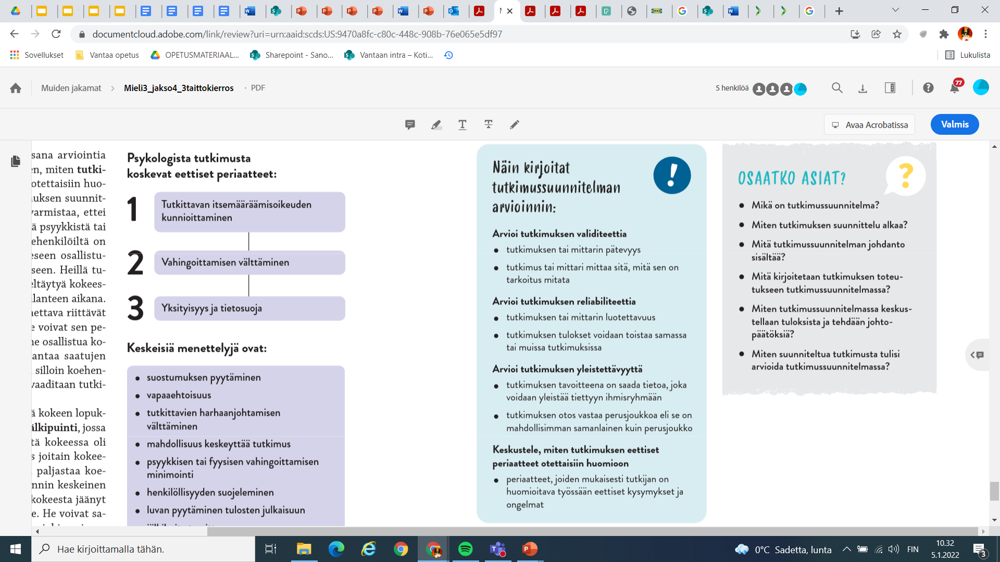 documentcloud.adobe.com/link/review?uri=urn:aaid:scds:US:9470a8fc-c80c-448c-908b-76e065e5df97
Sovellukset
Vantaa opetus
OPETUSMATERIAAL...
Sharepoint - Sano...
Vantaan intra – Koti...
Lukulista
Muiden jakamat
Mieli3_jakso4_3taittokierros
· PDF
5 henkilöä
77
Avaa Acrobatissa
Valmis
sana arviointia
en, miten tutki-
otettaisiin huo-
uksen suunnit-
varmistaa, ettei
ä psyykkistä tai
ehenkilöiltä on
eseen osallistu-
seen. Heillä tu-
eltäytyä kokees-
ilanteen aikana.
nettava riittävät
e voivat sen pe-
ne osallistua ko-
antaa saatujen
silloin koehen-
vaaditaan tutki-
ä kokeen lopuk-
älkipuinti, jossa
tä kokeessa oli
s joitain kokee-
paljastaa koe-
nnin keskeinen
kokeesta jäänyt
e. He voivat sa-
Psykologista tutkimusta
koskevat eettiset periaatteet:
1
Tutkittavan itsemääräämisoikeuden
kunnioittaminen
2
Vahingoittamisen välttäminen
3
Yksityisyys ja tietosuoja
Keskeisiä menettelyjä ovat:
• suostumuksen pyytäminen
• vapaaehtoisuus
• tutkittavien harhaanjohtamisen
välttäminen
• mahdollisuus keskeyttää tutkimus
• psyykkisen tai fyysisen vahingoittamisen
minimointi
• henkilöllisyyden suojeleminen
• luvan pyytäminen tulosten julkaisuun
Näin kirjoitat
tutkimussuunnitelman
arvioinnin:
!
Arvioi tutkimuksen validiteettia
• tutkimuksen tai mittarin pätevyys
• tutkimus tai mittari mittaa sitä, mitä sen on
tarkoitus mitata
Arvioi tutkimuksen reliabiliteettia
• tutkimuksen tai mittarin luotettavuus
• tutkimuksen tulokset voidaan toistaa samassa
tai muissa tutkimuksissa
Arvioi tutkimuksen yleistettävyyttä
• tutkimuksen tavoitteena on saada tietoa, joka
voidaan yleistää tiettyyn ihmisryhmään
• tutkimuksen otos vastaa perusjoukkoa eli se on
mahdollisimman samanlainen kuin perusjoukko
Keskustele, miten tutkimuksen eettiset
periaatteet otettaisiin huomioon
• periaatteet, joiden mukaisesti tutkijan on
huomioitava työssään eettiset kysymykset ja
ongelmat
OSAATKO ASIAT?
?
• Mikä on tutkimussuunnitelma?
• Miten tutkimuksen suunnittelu alkaa?
• Mitä tutkimussuunnitelman johdanto
sisältää?
• Mitä kirjoitetaan tutkimuksen toteu-
tukseen tutkimussuunnitelmassa?
• Miten tutkimussuunnitelmassa keskus-
tellaan tuloksista ja tehdään johto-
päätöksiä?
• Miten suunniteltua tutkimusta tulisi
arvioida tutkimussuunnitelmassa?
Hae kirjoittamalla tähän.
0°C Sadetta, lunta
FIN
10.32
5.1.2022
3